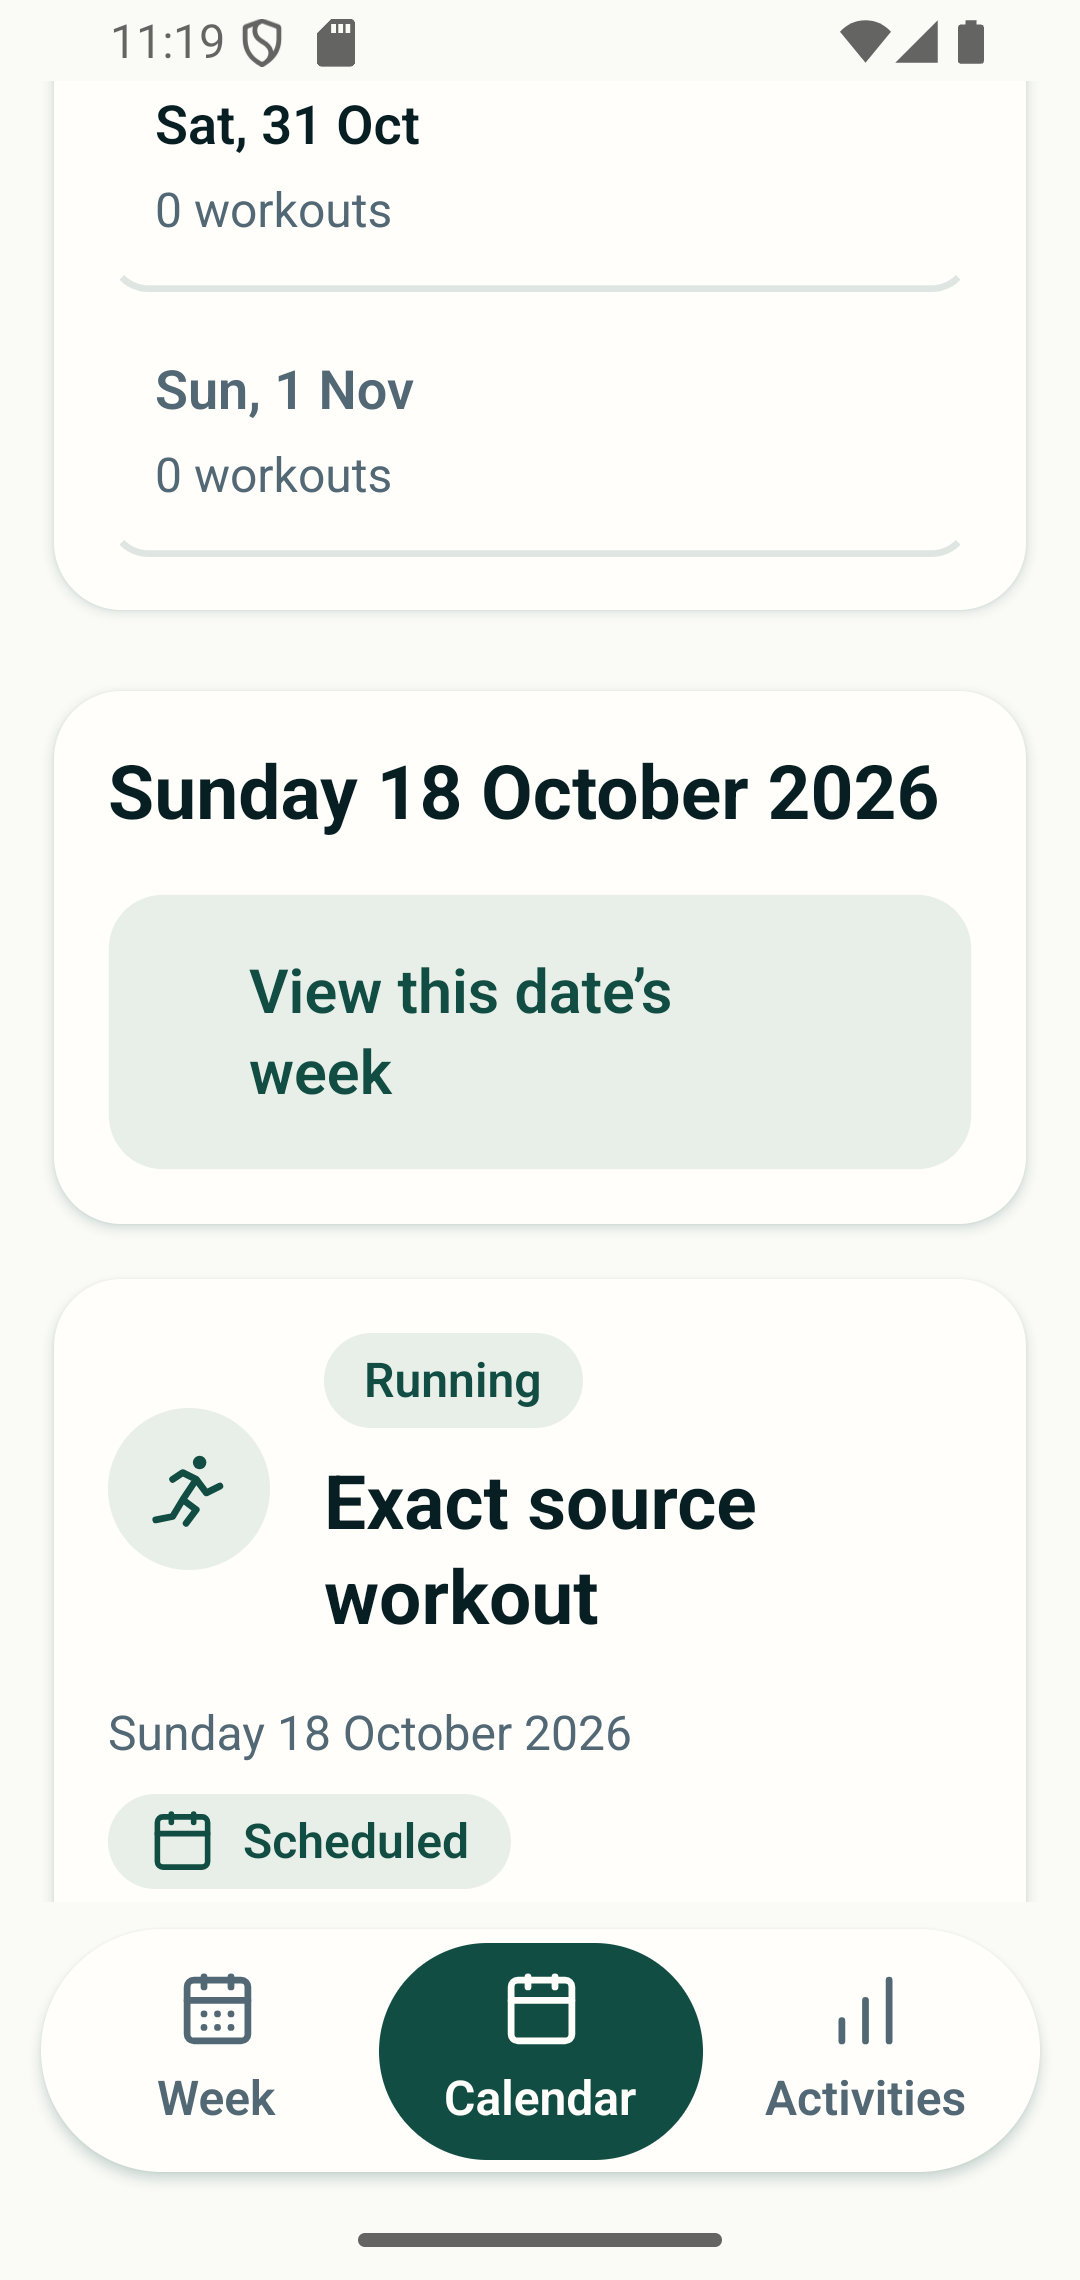 11:19
Sat, 31 Oct
0 workouts
Sun, 1 Nov
0 workouts
Sunday 18 October 2026
View this date’s
week
Running
Exact source
workout
Sunday 18 October 2026
Scheduled
Week
Calendar
Activities